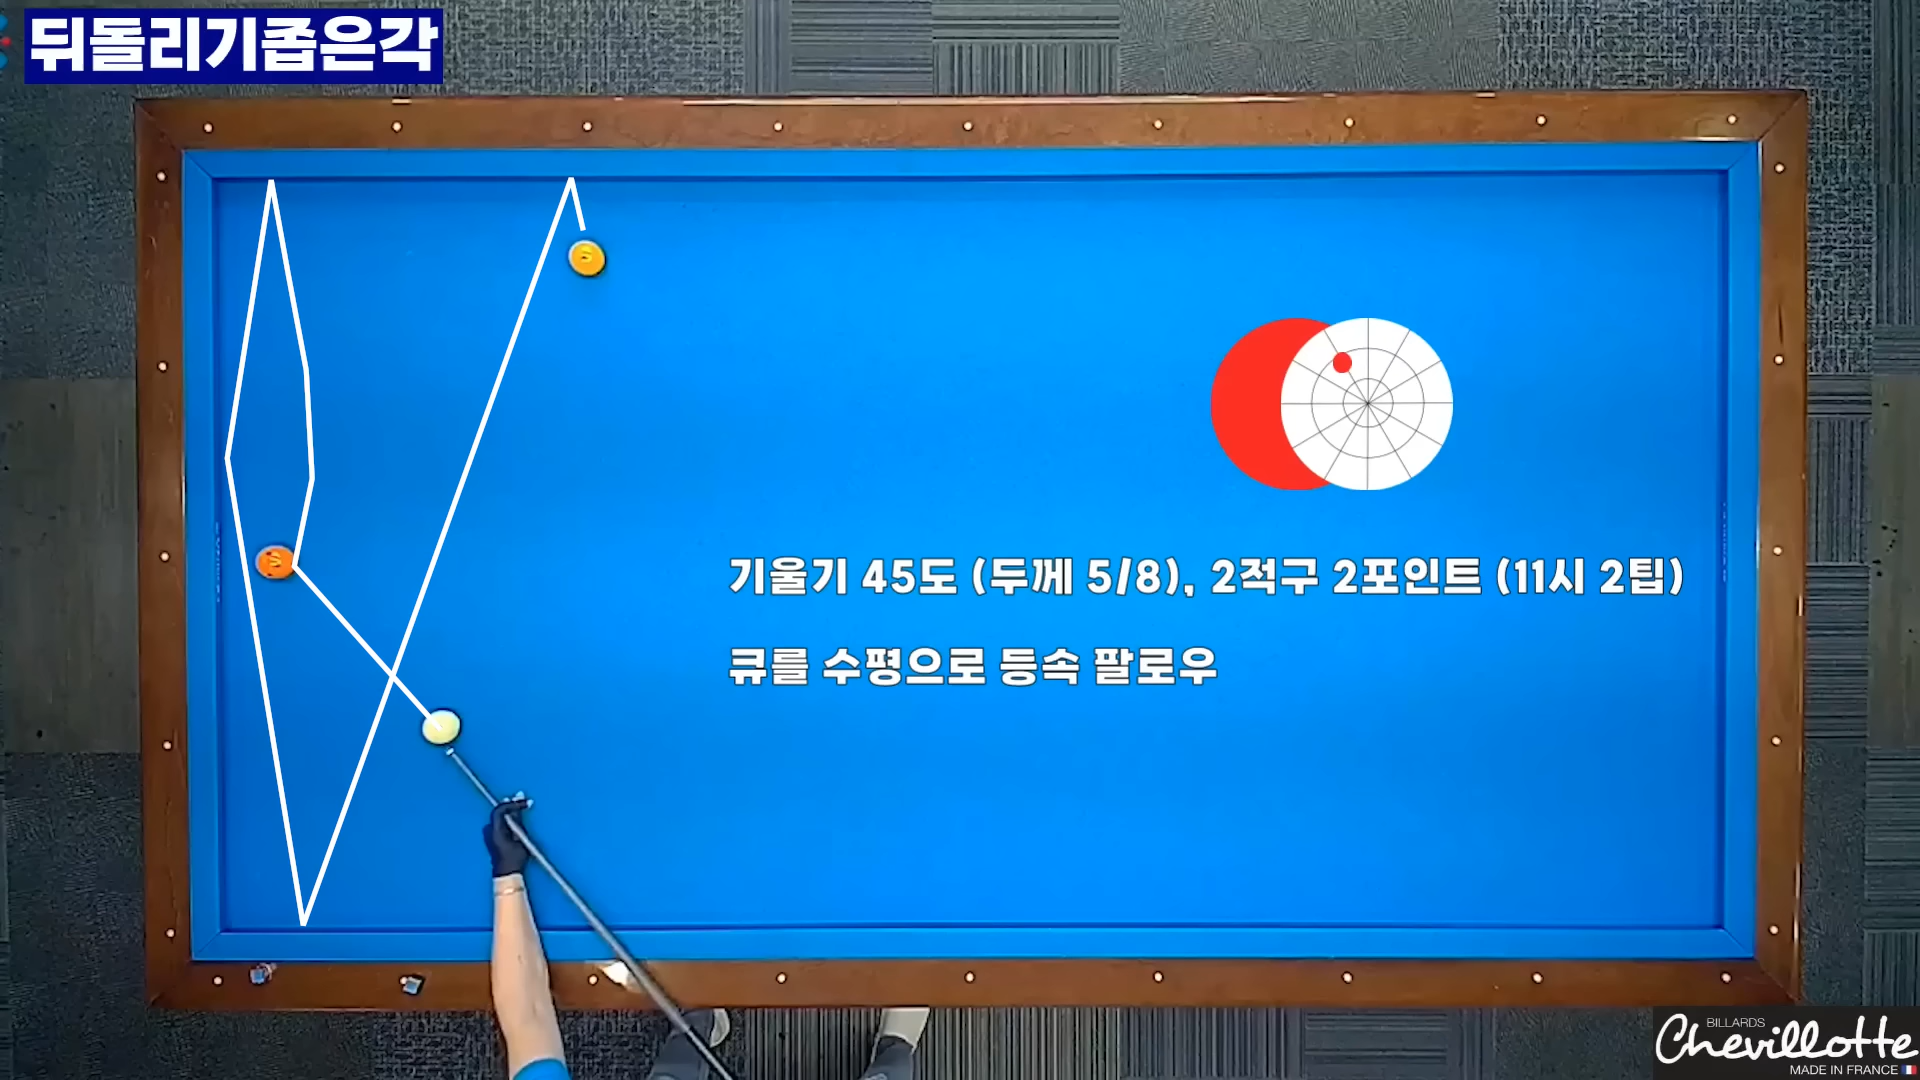 뒤돌리기좁은각
기울기 45도 (두께 5/8), 2적구 2포인트 (11시 2팁)
큐를 수평으로 등속 팔로우
BILLARDS
Chevillotte
MADE IN FRANCE